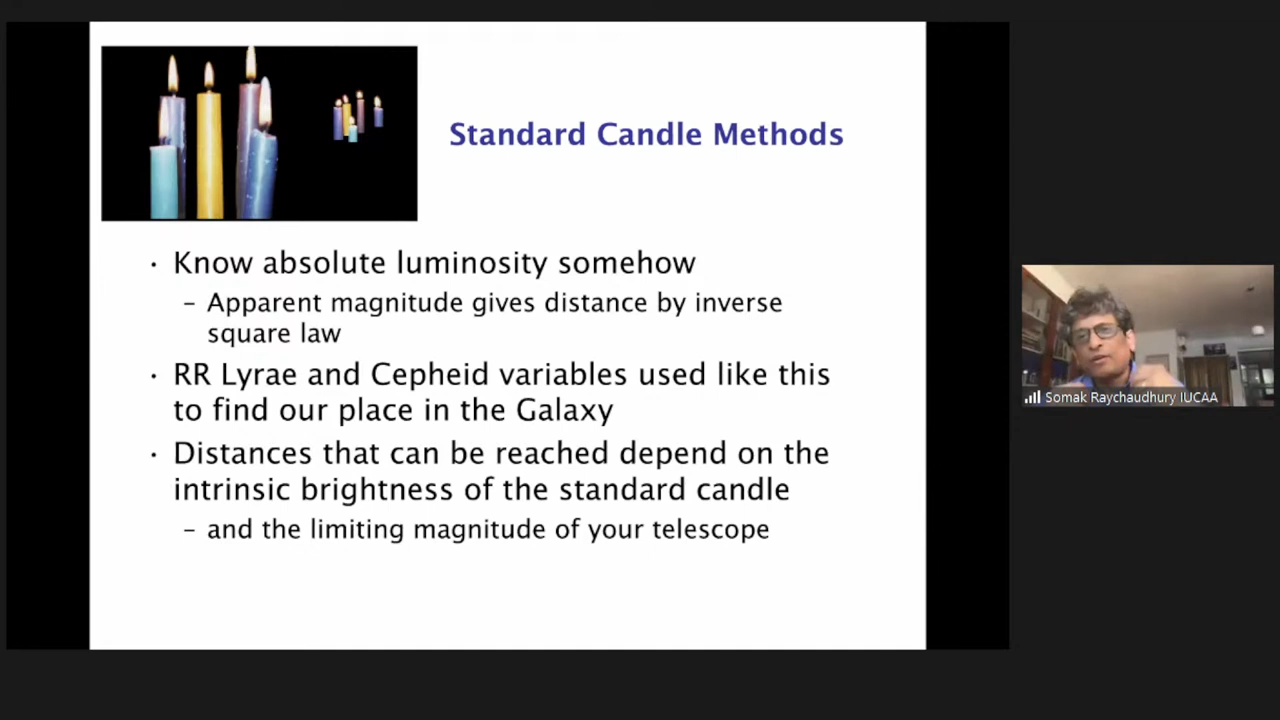 Standard Candle Methods
· Know absolute luminosity somehow
– Apparent magnitude gives distance by inverse
square law
· RR Lyrae and Cepheid variables used like this
to find our place in the Galaxy
· Distances that can be reached depend on the
intrinsic brightness of the standard candle
– and the limiting magnitude of your telescope
Somak Raychaudhury IUCAA